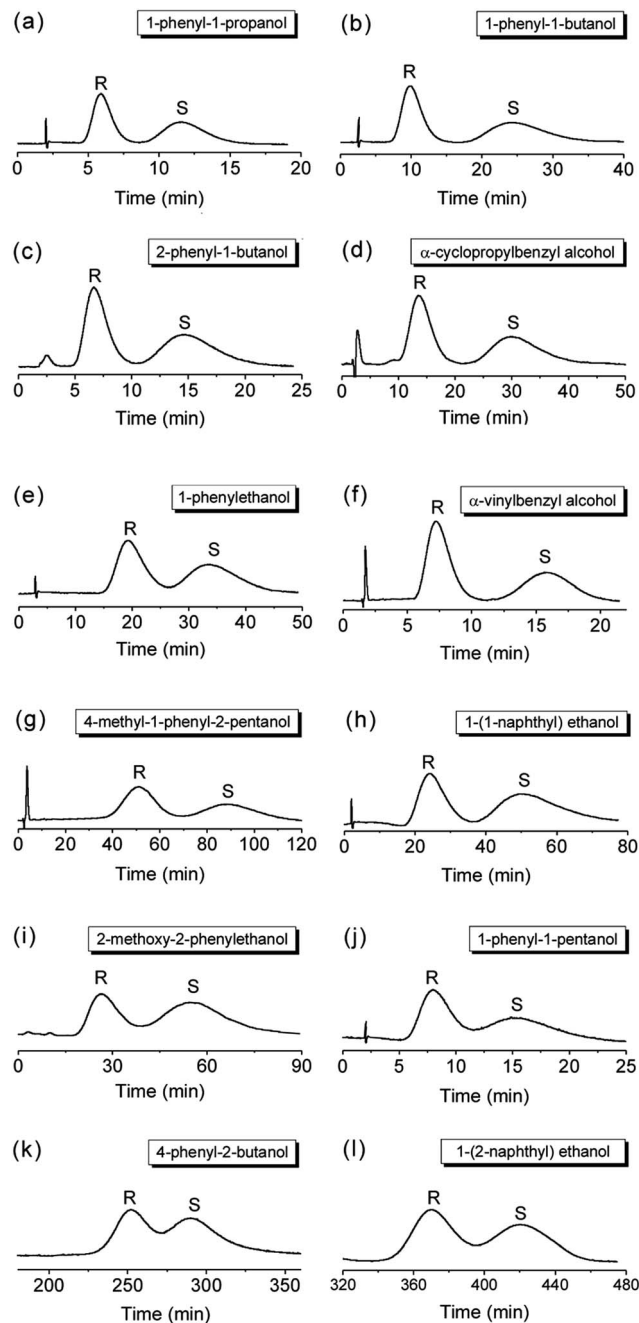 (a) 1-phenyl-1-propanol
R
S
0 5 10 15 20
Time (min)
(b) 1-phenyl-1-butanol
R
S
0 10 20 30 40
Time (min)
(c) 2-phenyl-1-butanol
R
S
0 5 10 15 20 25
Time (min)
(d) α-cyclopropylbenzyl alcohol
R
S
0 10 20 30 40 50
Time (min)
(e) 1-phenylethanol
R
S
0 10 20 30 40 50
Time (min)
(f) α-vinylbenzyl alcohol
R
S
0 5 10 15 20
Time (min)
(g) 4-methyl-1-phenyl-2-pentanol
R
S
0 20 40 60 80 100 120
Time (min)
(h) 1-(1-naphthyl) ethanol
R
S
0 20 40 60 80
Time (min)
(i) 2-methoxy-2-phenylethanol
R
S
0 30 60 90
Time (min)
(j) 1-phenyl-1-pentanol
R
S
0 5 10 15 20 25
Time (min)
(k) 4-phenyl-2-butanol
R
S
200 250 300 350
Time (min)
(l) 1-(2-naphthyl) ethanol
R
S
320 360 400 440 480
Time (min)